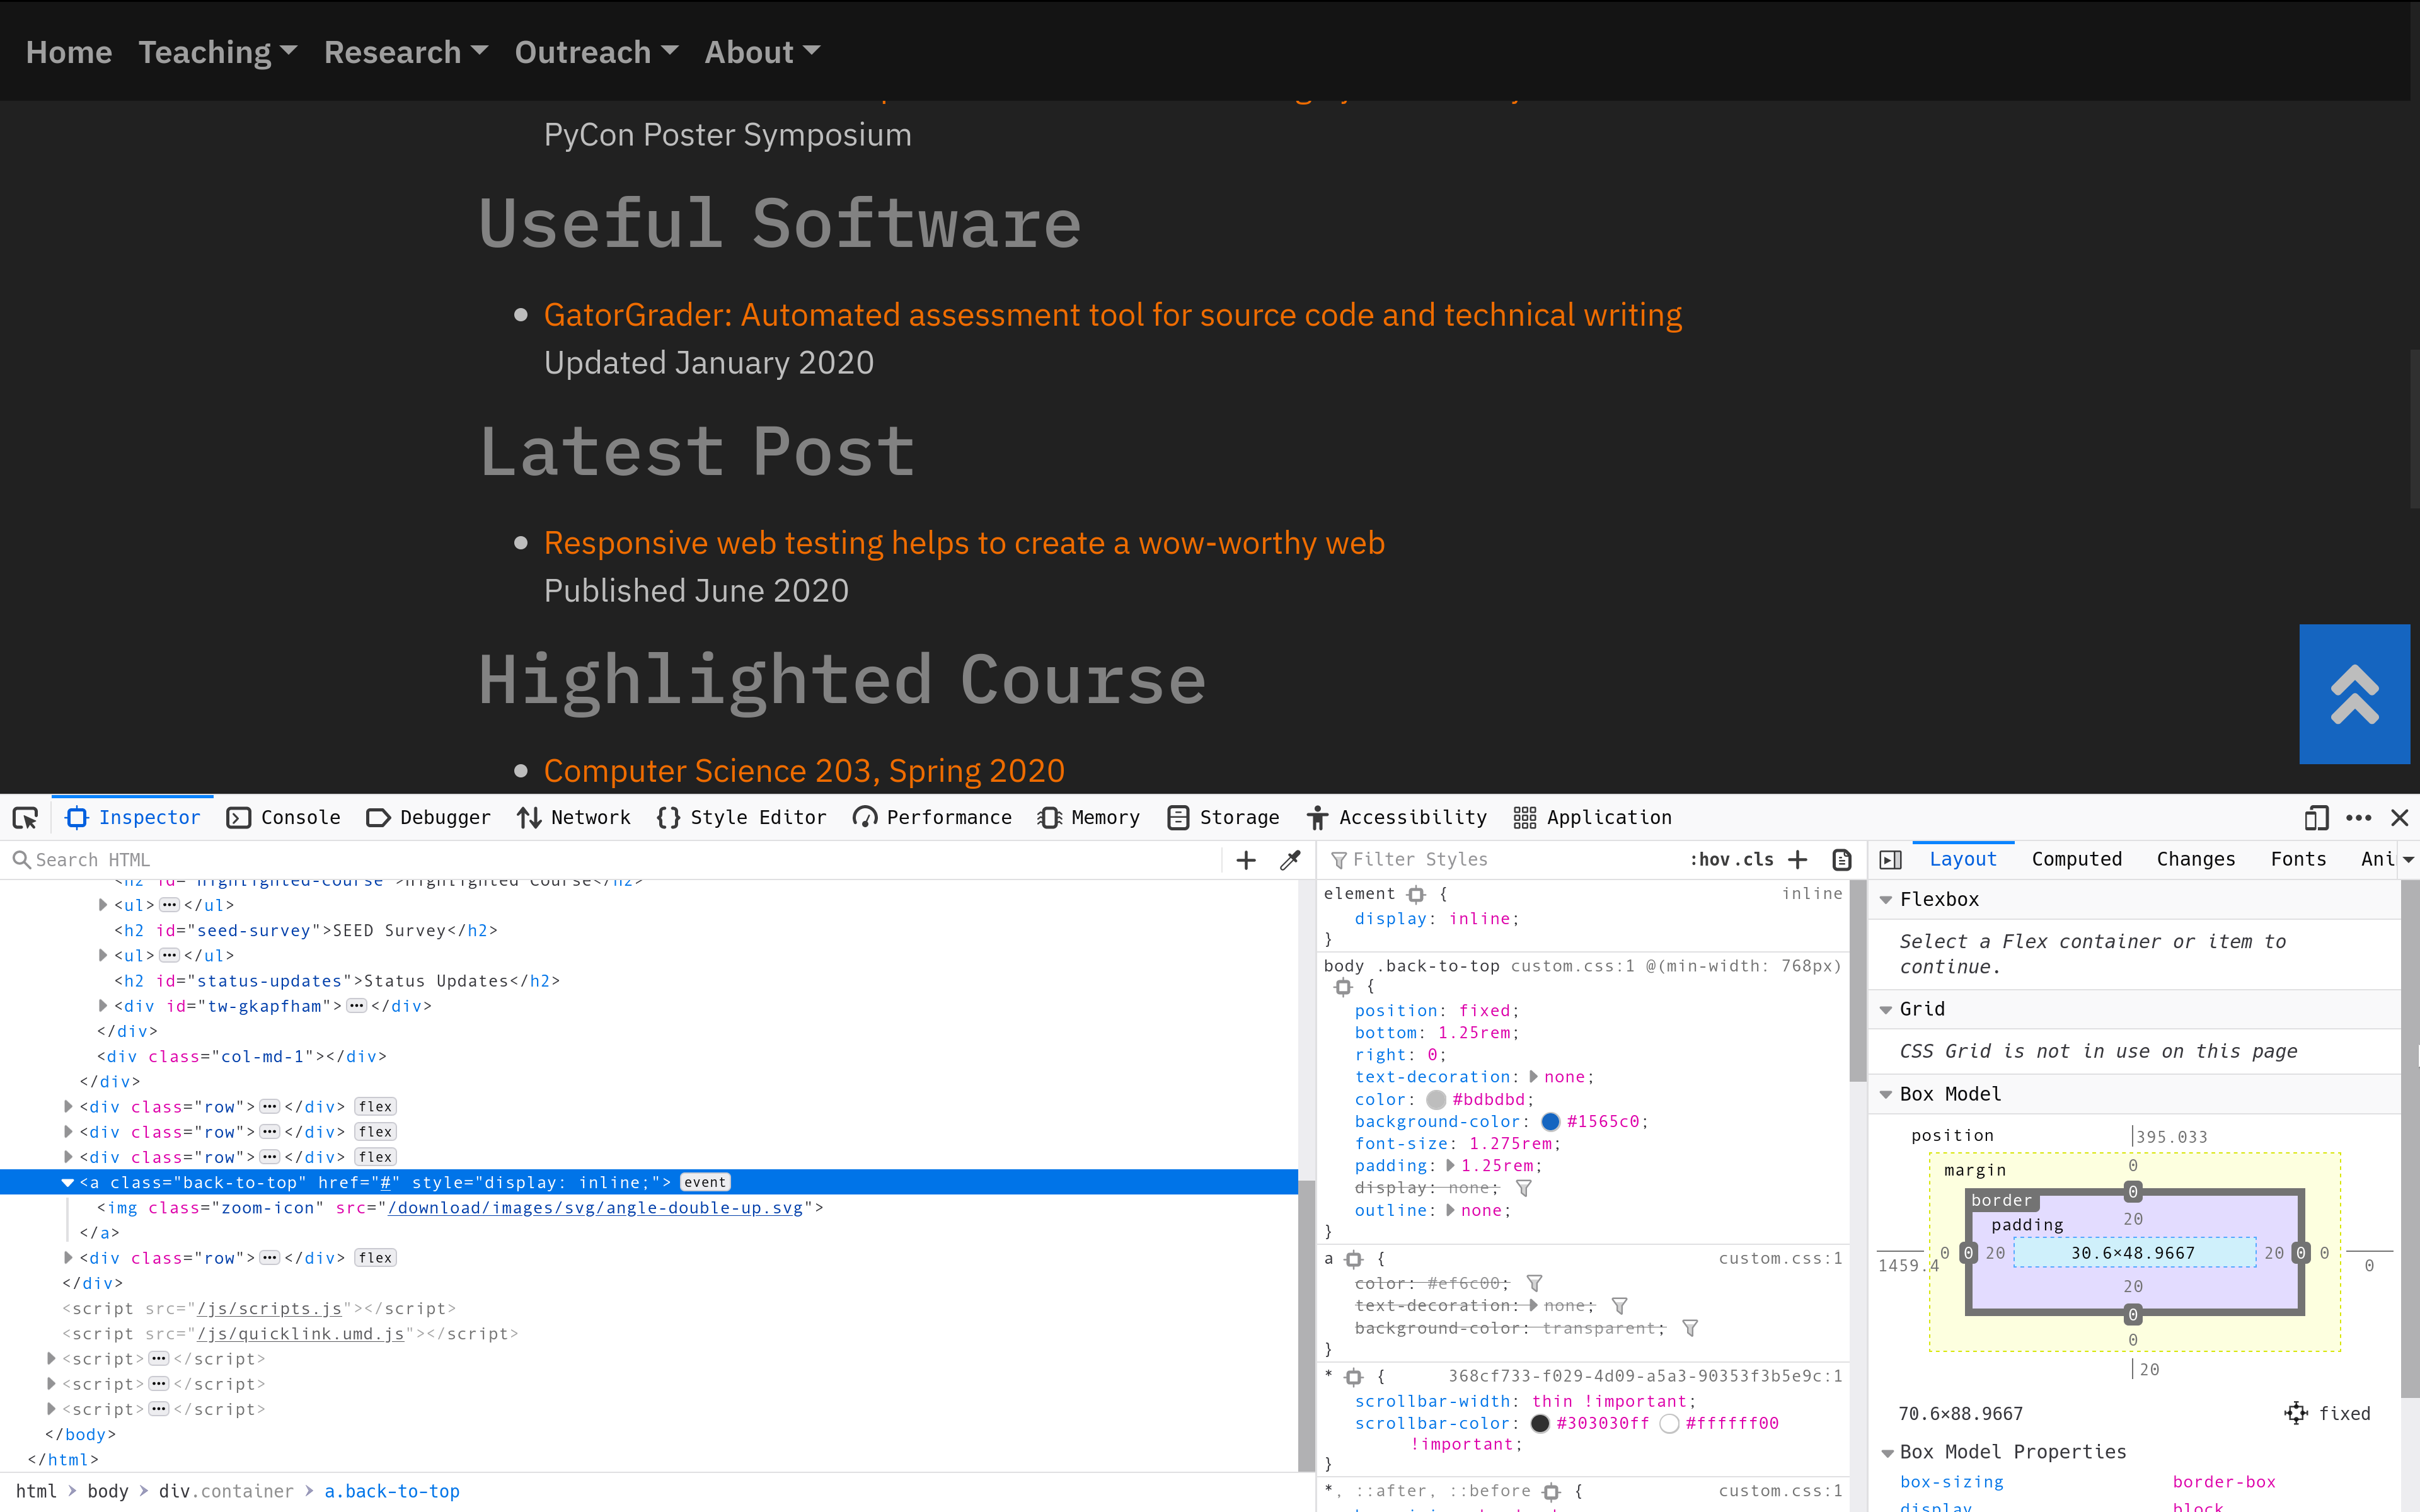 Home Teaching Research Outreach About
PyCon Poster Symposium
Useful Software
GatorGrader: Automated assessment tool for source code and technical writing
Updated January 2020
Latest Post
Responsive web testing helps to create a wow-worthy web
Published June 2020
Highlighted Course
Computer Science 203, Spring 2020
Inspector Console Debugger Network Style Editor Performance Memory Storage Accessibility Application
Search HTML
<h2 id="highlighted-course">Highlighted Course</h2>
<ul></ul>
<h2 id="seed-survey">SEED Survey</h2>
<ul></ul>
<h2 id="status-updates">Status Updates</h2>
<div id="tw-gkapfham"></div>
</div>
<div class="col-md-1"></div>
</div>
<div class="row"></div> flex
<div class="row"></div> flex
<div class="row"></div> flex
<a class="back-to-top" href="#" style="display: inline;"> event
<img class="zoom-icon" src="/download/images/svg/angle-double-up.svg">
</a>
<div class="row"></div> flex
</div>
<script src="/js/scripts.js"></script>
<script src="/js/quicklink.umd.js"></script>
<script></script>
<script></script>
<script></script>
</body>
</html>
html body div.container a.back-to-top
Filter Styles :hov .cls
element { inline
display: inline;
}
body .back-to-top custom.css:1 @(min-width: 768px)
{
position: fixed;
bottom: 1.25rem;
right: 0;
text-decoration: none;
color: #bdbdbd;
background-color: #1565c0;
font-size: 1.275rem;
padding: 1.25rem;
display: none;
outline: none;
}
a { custom.css:1
color: #ef6c00;
text-decoration: none;
background-color: transparent;
}
* { 368cf733-f029-4d09-a5a3-90353f3b5e9c:1
scrollbar-width: thin !important;
scrollbar-color: #303030ff #ffffff00
!important;
}
*, ::after, ::before { custom.css:1
Layout Computed Changes Fonts Ani
Flexbox
Select a Flex container or item to
continue.
Grid
CSS Grid is not in use on this page
Box Model
position 395.033
margin 0
border 0
padding 20
1459.4 0 0 20 30.6×48.9667 20 0 0 0
20
0
0
20
70.6×88.9667 fixed
Box Model Properties
box-sizing border-box
display block